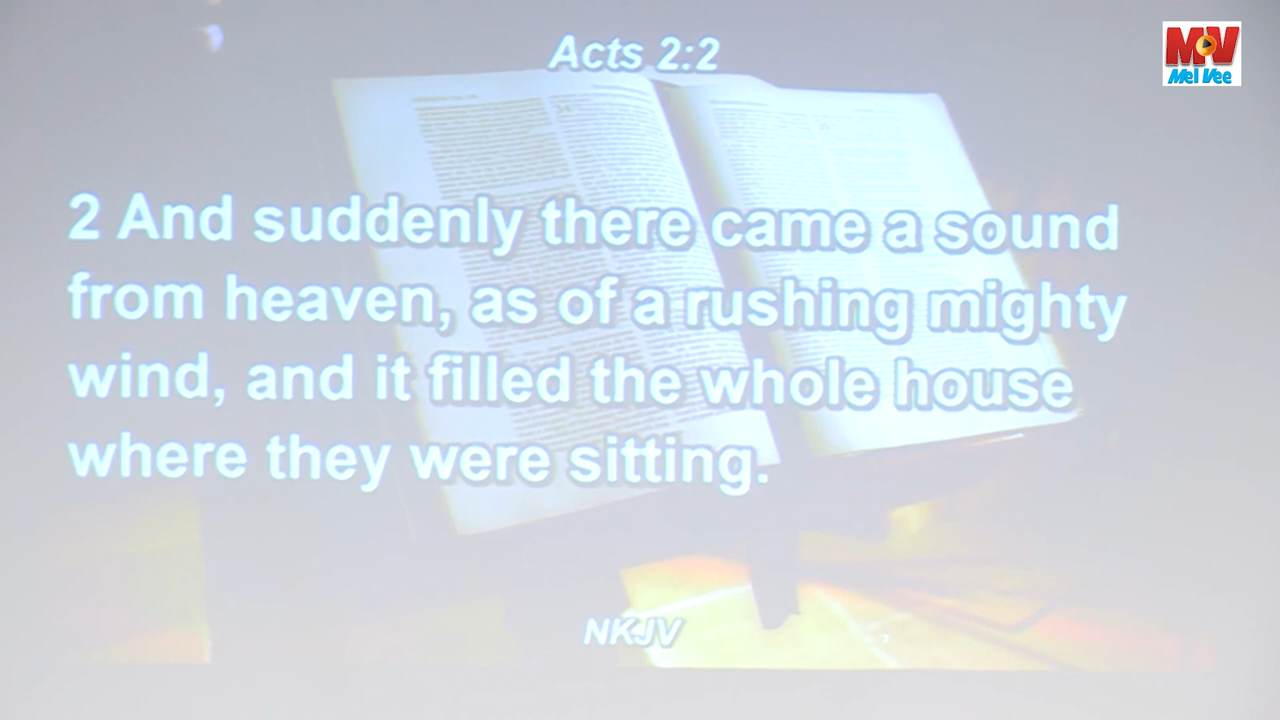 Acts 2:2
MV
Mel Vee
2 And suddenly there came a sound
from heaven, as of a rushing mighty
wind, and it filled the whole house
where they were sitting.
NKJV